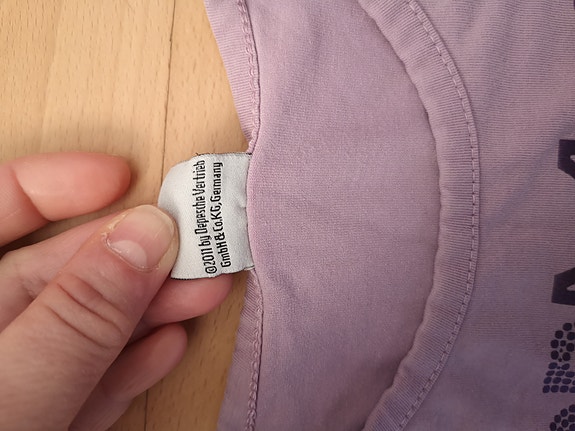 ©2011 by Depesche Vertrieb
GmbH & Co.KG,Germany